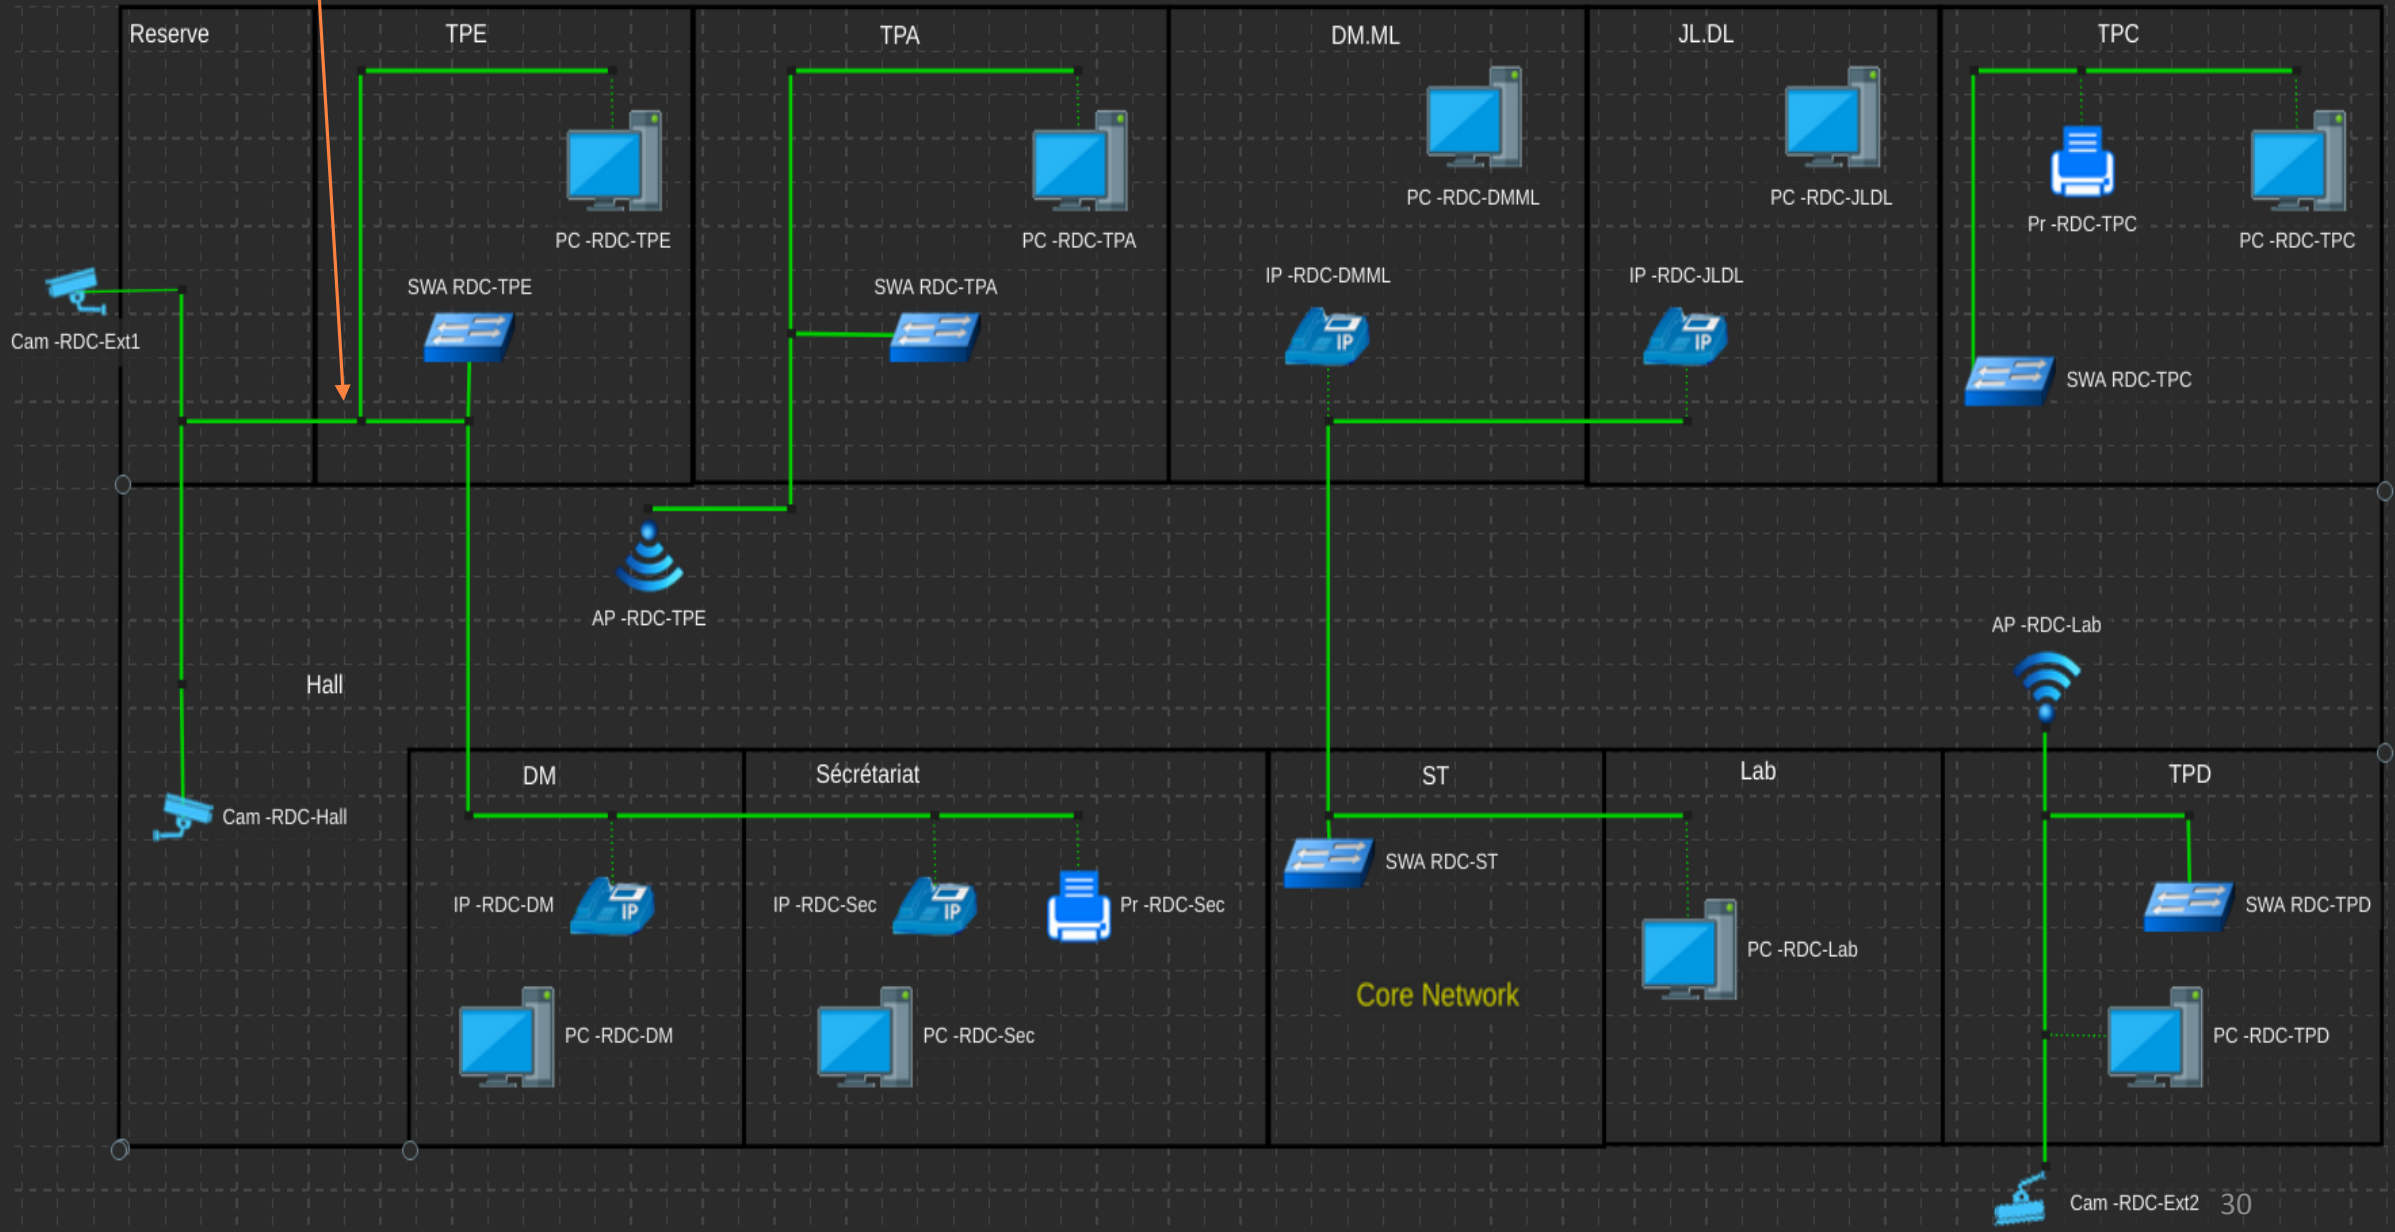 Reserve
TPE
TPA
DM.ML
JL.DL
TPC
PC -RDC-DMML
PC -RDC-JLDL
Pr -RDC-TPC
PC -RDC-TPE
PC -RDC-TPA
PC -RDC-TPC
SWA RDC-TPE
SWA RDC-TPA
IP -RDC-DMML
IP -RDC-JLDL
IP
IP
Cam -RDC-Ext1
SWA RDC-TPC
AP -RDC-TPE
AP -RDC-Lab
Hall
DM
Sécrétariat
ST
Lab
TPD
Cam -RDC-Hall
SWA RDC-ST
IP -RDC-DM
IP
IP -RDC-Sec
IP
Pr -RDC-Sec
SWA RDC-TPD
PC -RDC-Lab
Core Network
PC -RDC-DM
PC -RDC-Sec
PC -RDC-TPD
Cam -RDC-Ext2
30